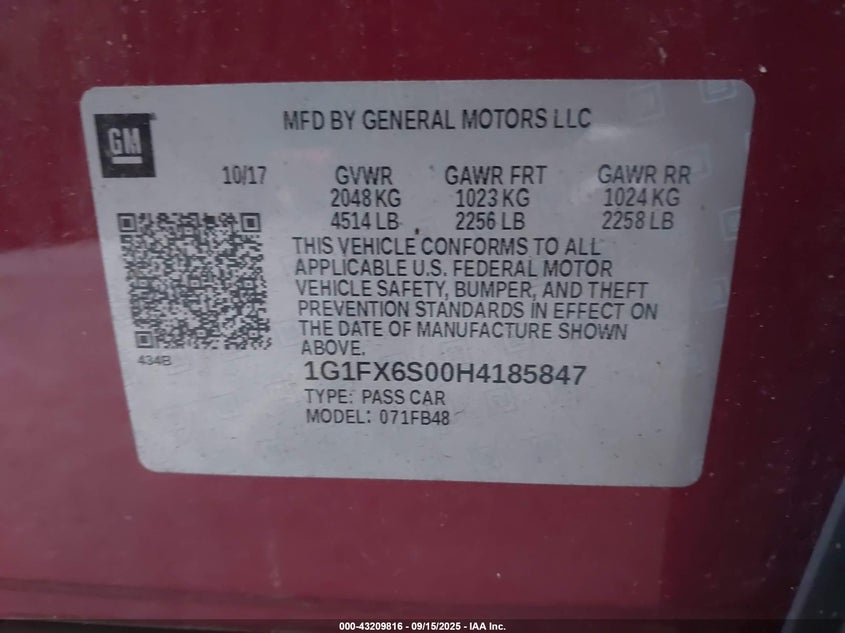 MFD BY GENERAL MOTORS LLC
GM
10/17 GVWR GAWR FRT GAWR RR
2048 KG 1023 KG 1024 KG
4514 LB 2256 LB 2258 LB
THIS VEHICLE CONFORMS TO ALL
APPLICABLE U.S. FEDERAL MOTOR
VEHICLE SAFETY, BUMPER, AND THEFT
PREVENTION STANDARDS IN EFFECT ON
THE DATE OF MANUFACTURE SHOWN
ABOVE.
434B
1G1FX6S00H4185847
TYPE: PASS CAR
MODEL: 071FB48
000-43209816 - 09/15/2025 - IAA Inc.